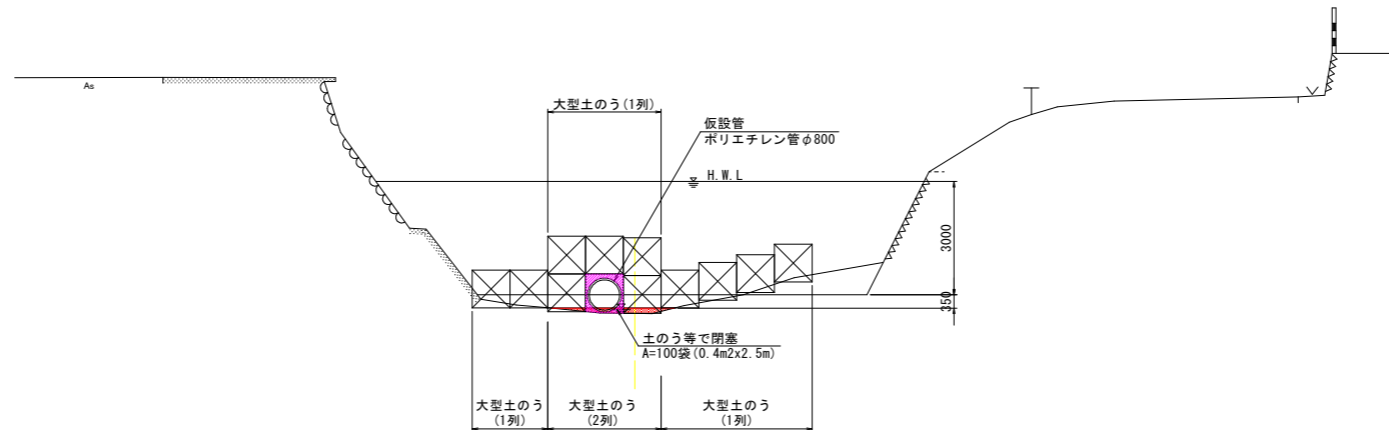 As
大型土のう(1列)
仮設管
ポリエチレン管φ800
H.W.L
3000
350
土のう等で閉塞
A=100袋(0.4m2x2.5m)
大型土のう
(1列)
大型土のう
(2列)
大型土のう
(1列)